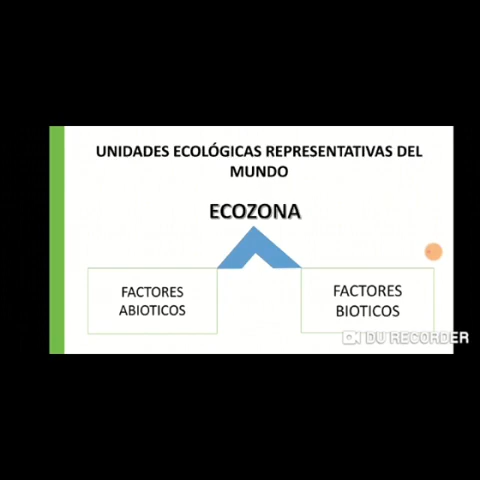 UNIDADES ECOLÓGICAS REPRESENTATIVAS DEL
MUNDO
ECOZONA
FACTORES
ABIOTICOS
FACTORES
BIOTICOS
DU RECORDER